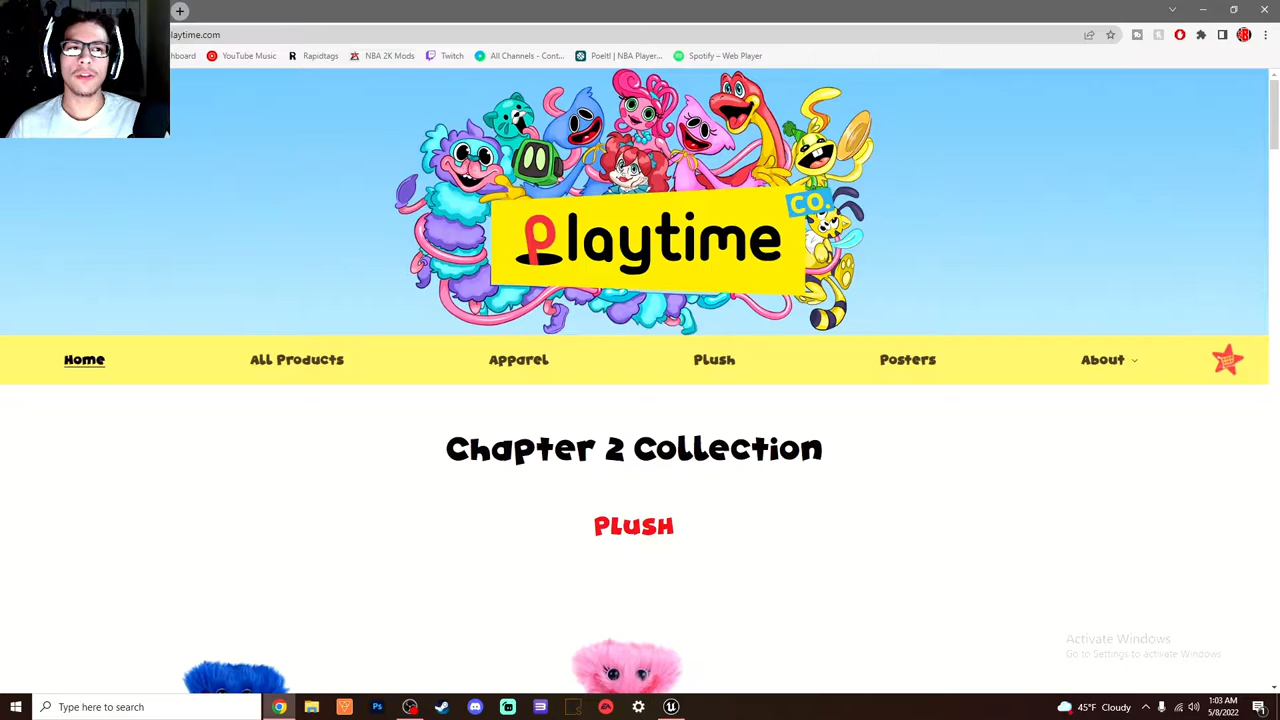 laytime.com
hboard
YouTube Music
Rapidtags
NBA 2K Mods
Twitch
All Channels - Cont...
Poeltl | NBA Player...
Spotify – Web Player
Playtime
CO.
Home
All Products
Apparel
Plush
Posters
About
Chapter 2 Collection
PLUSH
Activate Windows
Go to Settings to activate Windows.
Type here to search
45°F Cloudy
1:03 AM
5/8/2022